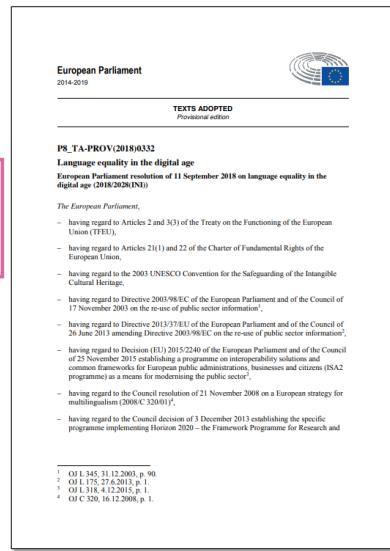 European Parliament
2014-2019
TEXTS ADOPTED
Provisional edition
P8_TA-PROV(2018)0332
Language equality in the digital age
European Parliament resolution of 11 September 2018 on language equality in the
digital age (2018/2028(INI))
The European Parliament,
– having regard to Articles 2 and 3(3) of the Treaty on the Functioning of the European
Union (TFEU),
– having regard to Articles 21(1) and 22 of the Charter of Fundamental Rights of the
European Union,
– having regard to the 2003 UNESCO Convention for the Safeguarding of the Intangible
Cultural Heritage,
– having regard to Directive 2003/98/EC of the European Parliament and of the Council of
17 November 2003 on the re-use of public sector information1,
– having regard to Directive 2013/37/EU of the European Parliament and of the Council of
26 June 2013 amending Directive 2003/98/EC on the re-use of public sector information2,
– having regard to Decision (EU) 2015/2240 of the European Parliament and of the Council
of 25 November 2015 establishing a programme on interoperability solutions and
common frameworks for European public administrations, businesses and citizens (ISA2
programme) as a means for modernising the public sector3,
– having regard to the Council resolution of 21 November 2008 on a European strategy for
multilingualism (2008/C 320/01)4,
– having regard to the Council decision of 3 December 2013 establishing the specific
programme implementing Horizon 2020 – the Framework Programme for Research and
1 OJ L 345, 31.12.2003, p. 90.
2 OJ L 175, 27.6.2013, p. 1.
3 OJ L 318, 4.12.2015, p. 1.
4 OJ C 320, 16.12.2008, p. 1.